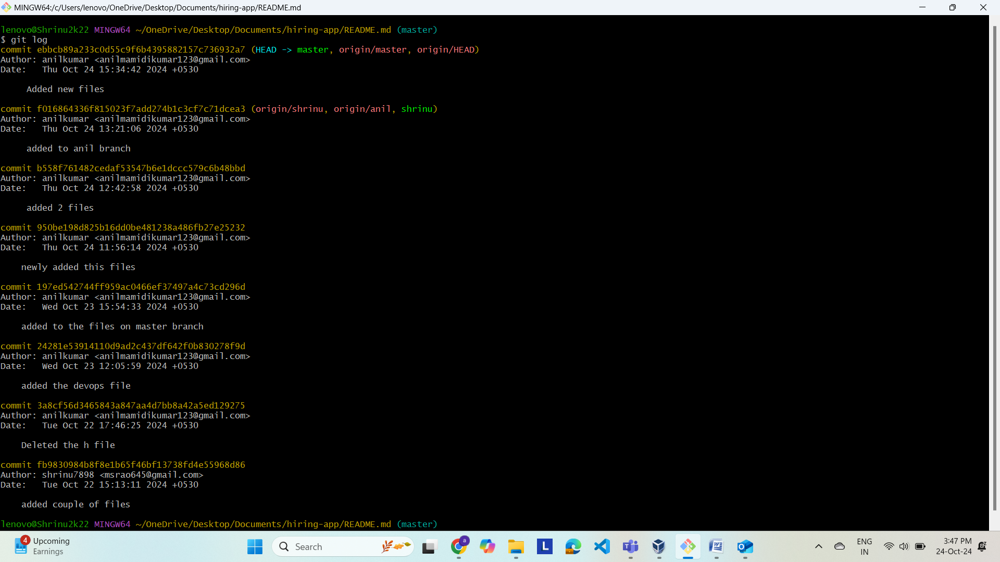 MINGW64:/c/Users/lenovo/OneDrive/Desktop/Documents/hiring-app/README.md
lenovo@Shrinu2k22 MINGW64 ~/OneDrive/Desktop/Documents/hiring-app/README.md (master)
$ git log
commit ebbcb89a233c0d55c9f6b4395882157c736932a7 (HEAD -> master, origin/master, origin/HEAD)
Author: anilkumar <anilmamidikumar123@gmail.com>
Date:   Thu Oct 24 15:34:42 2024 +0530
Added new files
commit f016864336f815023f7add274b1c3cf7c71dcea3 (origin/shrinu, origin/anil, shrinu)
Author: anilkumar <anilmamidikumar123@gmail.com>
Date:   Thu Oct 24 13:21:06 2024 +0530
added to anil branch
commit b558f761482cedaf53547b6e1dccc579c6b48bbd
Author: anilkumar <anilmamidikumar123@gmail.com>
Date:   Thu Oct 24 12:42:58 2024 +0530
added 2 files
commit 950be198d825b16dd0be481238a486fb27e25232
Author: anilkumar <anilmamidikumar123@gmail.com>
Date:   Thu Oct 24 11:56:14 2024 +0530
newly added this files
commit 197ed542744ff959ac0466ef37497a4c73cd296d
Author: anilkumar <anilmamidikumar123@gmail.com>
Date:   Wed Oct 23 15:54:33 2024 +0530
added to the files on master branch
commit 24281e53914110d9ad2c437df642f0b830278f9d
Author: anilkumar <anilmamidikumar123@gmail.com>
Date:   Wed Oct 23 12:05:59 2024 +0530
added the devops file
commit 3a8cf56d3465843a847aa4d7bb8a42a5ed129275
Author: anilkumar <anilmamidikumar123@gmail.com>
Date:   Tue Oct 22 17:46:25 2024 +0530
Deleted the h file
commit fb9830984b8f8e1b65f46bf13738fd4e55968d86
Author: shrinu7898 <msrao645@gmail.com>
Date:   Tue Oct 22 15:13:11 2024 +0530
added couple of files
lenovo@Shrinu2k22 MINGW64 ~/OneDrive/Desktop/Documents/hiring-app/README.md (master)
4 Upcoming
Earnings
Search
a
L
ENG
IN
3:47 PM
24-Oct-24